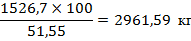 1526,7 × 100
51,55
= 2961,59 кг